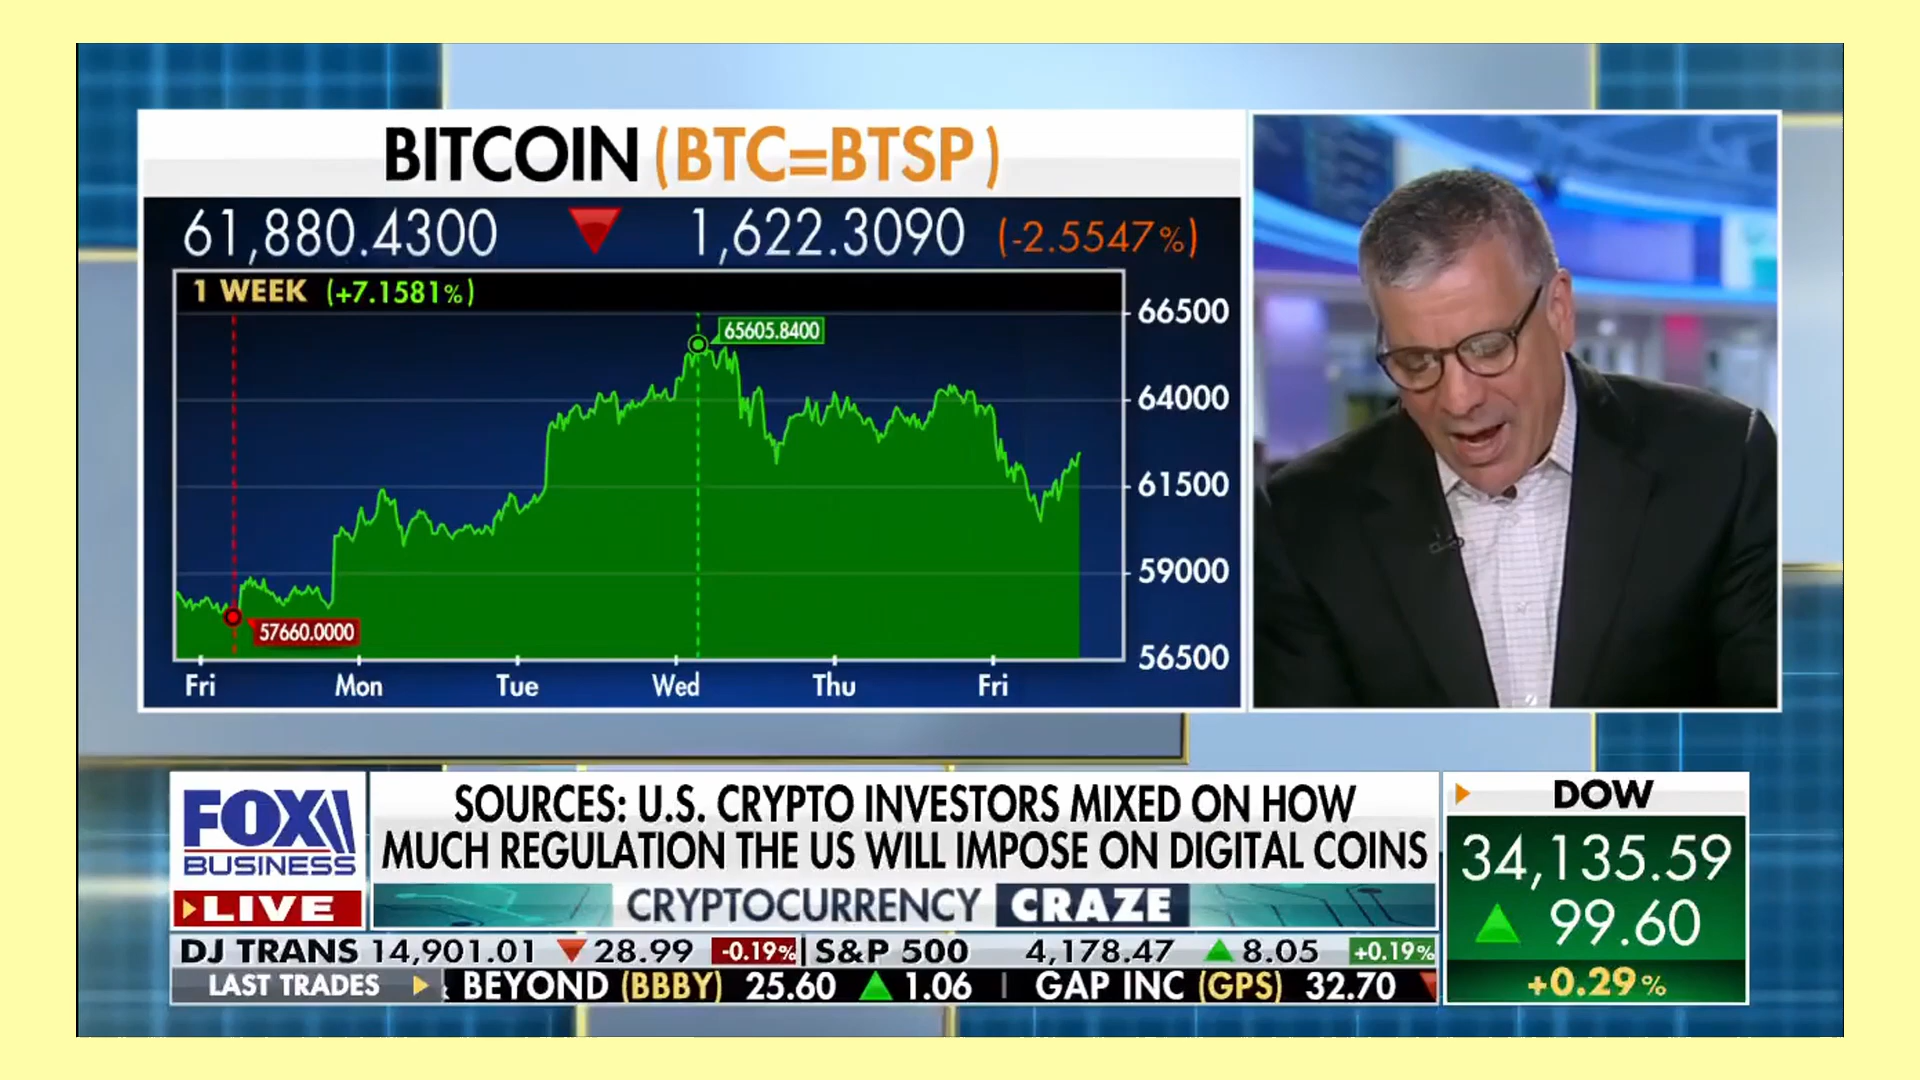 BITCOIN (BTC=BTSP)
61,880.4300 1,622.3090 (-2.5547%)
1 WEEK (+7.1581%)
65605.8400
57660.0000
66500
64000
61500
59000
56500
Fri Mon Tue Wed Thu Fri
FOX
BUSINESS
LIVE
SOURCES: U.S. CRYPTO INVESTORS MIXED ON HOW
MUCH REGULATION THE US WILL IMPOSE ON DIGITAL COINS
CRYPTOCURRENCY CRAZE
DOW
34,135.59
99.60
+0.29%
DJ TRANS 14,901.01 28.99 -0.19% S&P 500 4,178.47 8.05 +0.19%
LAST TRADES BEYOND (BBBY) 25.60 1.06 GAP INC (GPS) 32.70